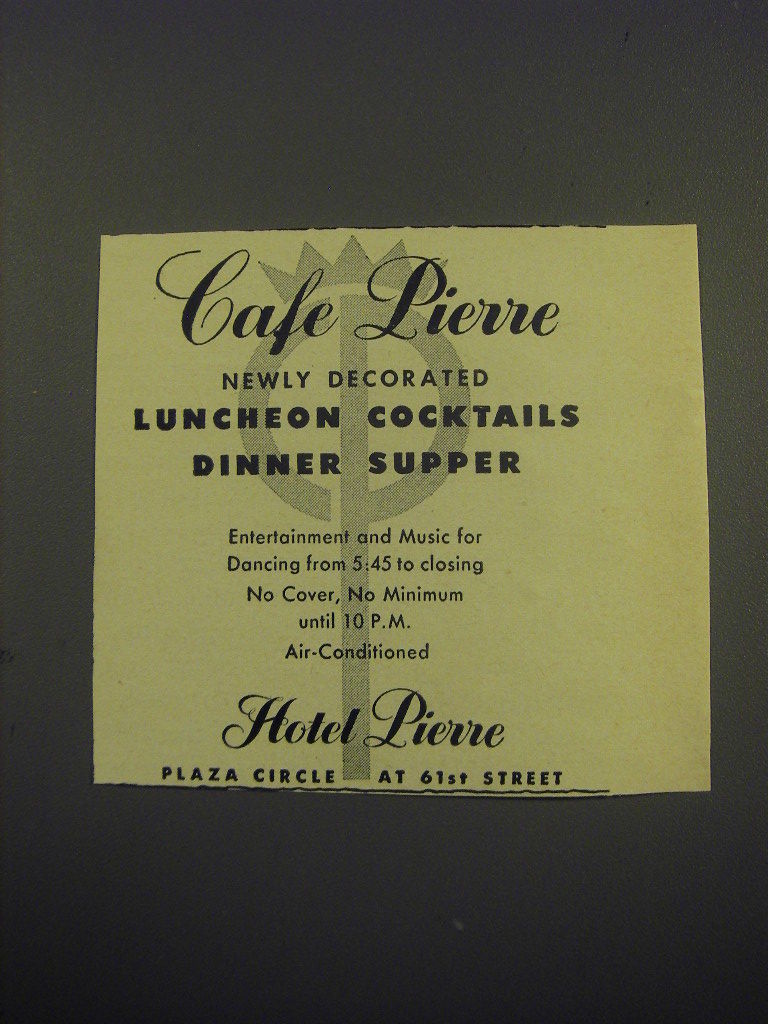 Cafe Pierre
NEWLY DECORATED
LUNCHEON COCKTAILS
DINNER SUPPER
Entertainment and Music for
Dancing from 5:45 to closing
No Cover, No Minimum
until 10 P.M.
Air-Conditioned
Hotel Pierre
PLAZA CIRCLE AT 61st STREET